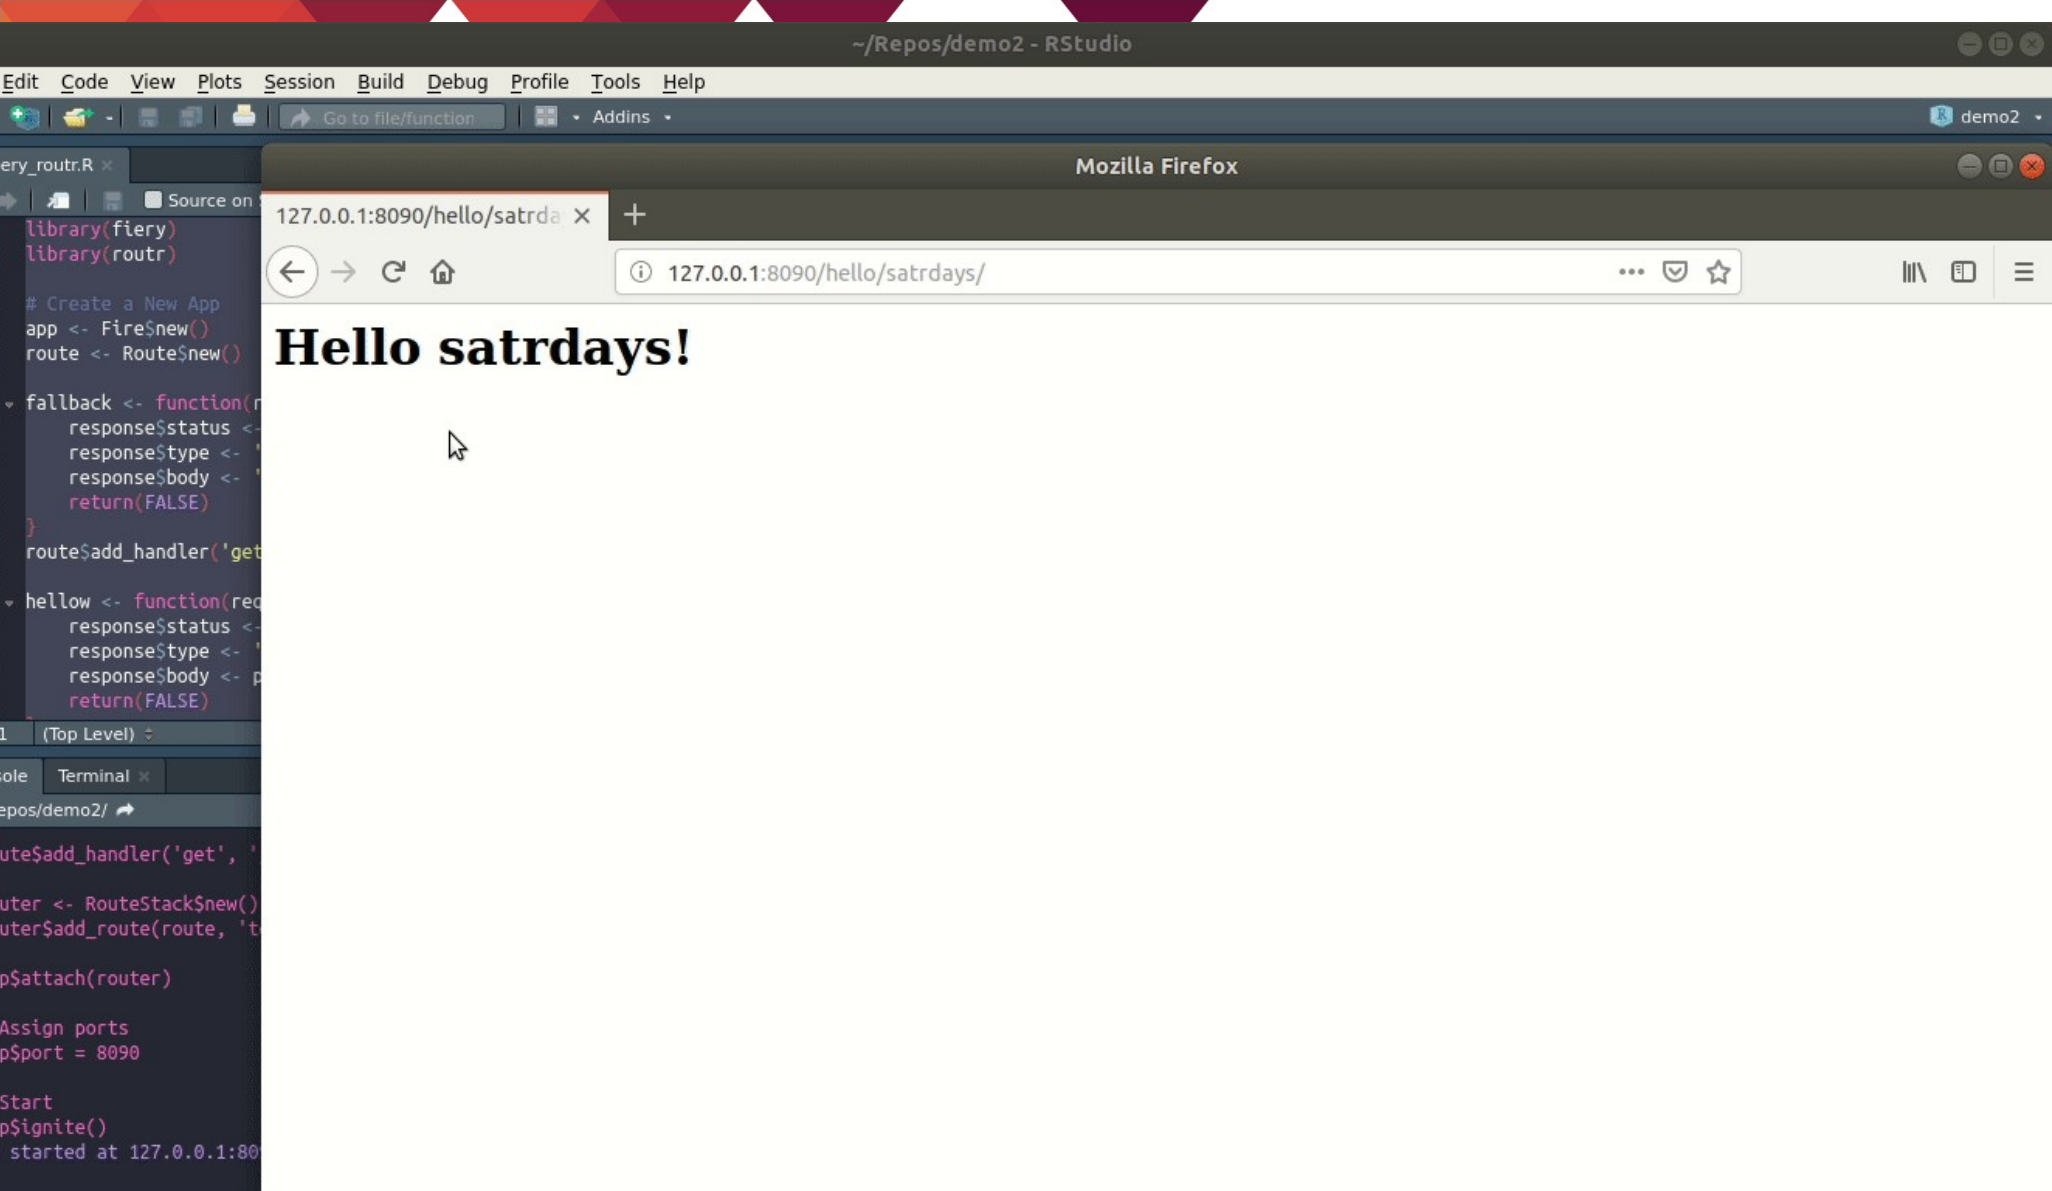 ~/Repos/demo2 - RStudio
Edit Code View Plots Session Build Debug Profile Tools Help
Go to file/function Addins demo2
ery_routr.R
Source on
library(fiery)
library(routr)
# Create a New App
app <- Fire$new()
route <- Route$new()
fallback <- function(r
response$status <-
response$type <- '
response$body <- '
return(FALSE)
}
route$add_handler('get
hellow <- function(req
response$status <-
response$type <- '
response$body <- p
return(FALSE)
1 (Top Level)
ole Terminal
epos/demo2/
ute$add_handler('get', '
uter <- RouteStack$new()
uter$add_route(route, 't
p$attach(router)
Assign ports
p$port = 8090
Start
p$ignite()
started at 127.0.0.1:80
Mozilla Firefox
127.0.0.1:8090/hello/satrda
127.0.0.1:8090/hello/satrdays/
Hello satrdays!